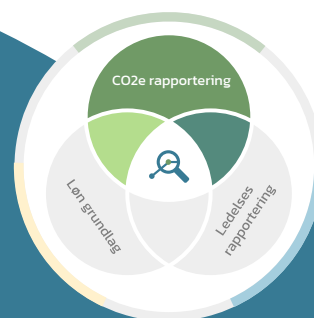 CO2e rapportering
Løn grundlag
Ledelses
rapportering